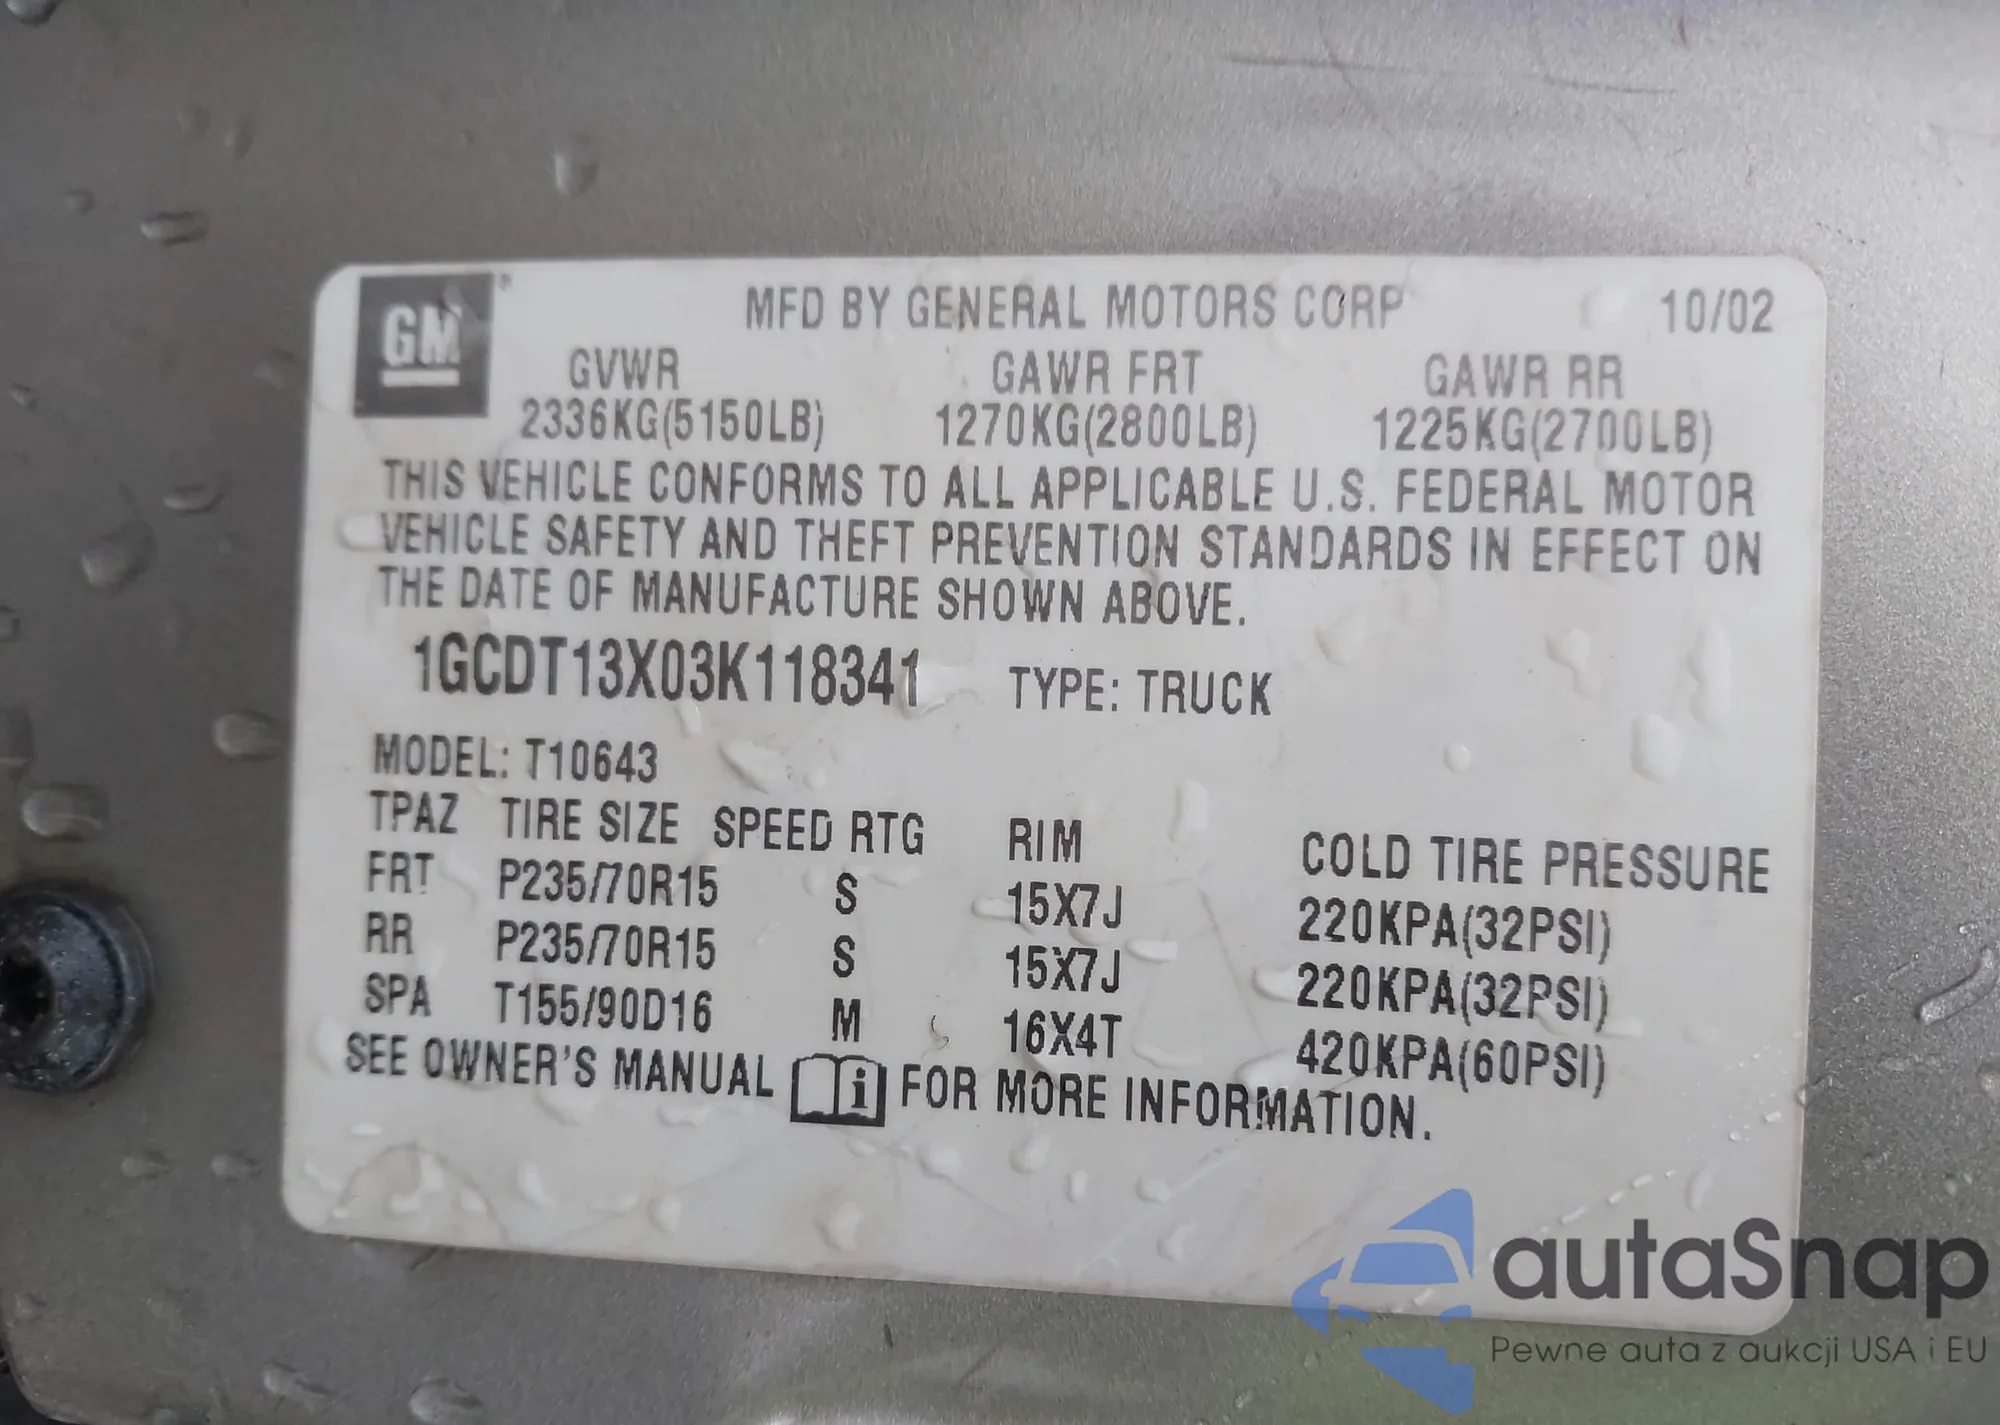 GM
MFD BY GENERAL MOTORS CORP 10/02
GVWR GAWR FRT GAWR RR
2336KG(5150LB) 1270KG(2800LB) 1225KG(2700LB)
THIS VEHICLE CONFORMS TO ALL APPLICABLE U.S. FEDERAL MOTOR
VEHICLE SAFETY AND THEFT PREVENTION STANDARDS IN EFFECT ON
THE DATE OF MANUFACTURE SHOWN ABOVE.
1GCDT13X03K118341 TYPE: TRUCK
MODEL: T10643
TPAZ TIRE SIZE SPEED RTG RIM COLD TIRE PRESSURE
FRT P235/70R15 S 15X7J 220KPA(32PSI)
RR P235/70R15 S 15X7J 220KPA(32PSI)
SPA T155/90D16 M 16X4T 420KPA(60PSI)
SEE OWNER'S MANUAL i FOR MORE INFORMATION.
autaSnap
Pewne auta z aukcji USA i EU